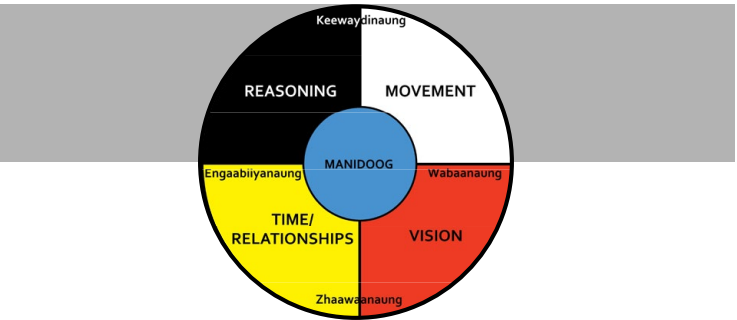 Keewaydinaung
REASONING
MOVEMENT
MANIDOOG
Engaabiiyanaung
Wabaanaung
TIME/
RELATIONSHIPS
VISION
Zhaawaanaung